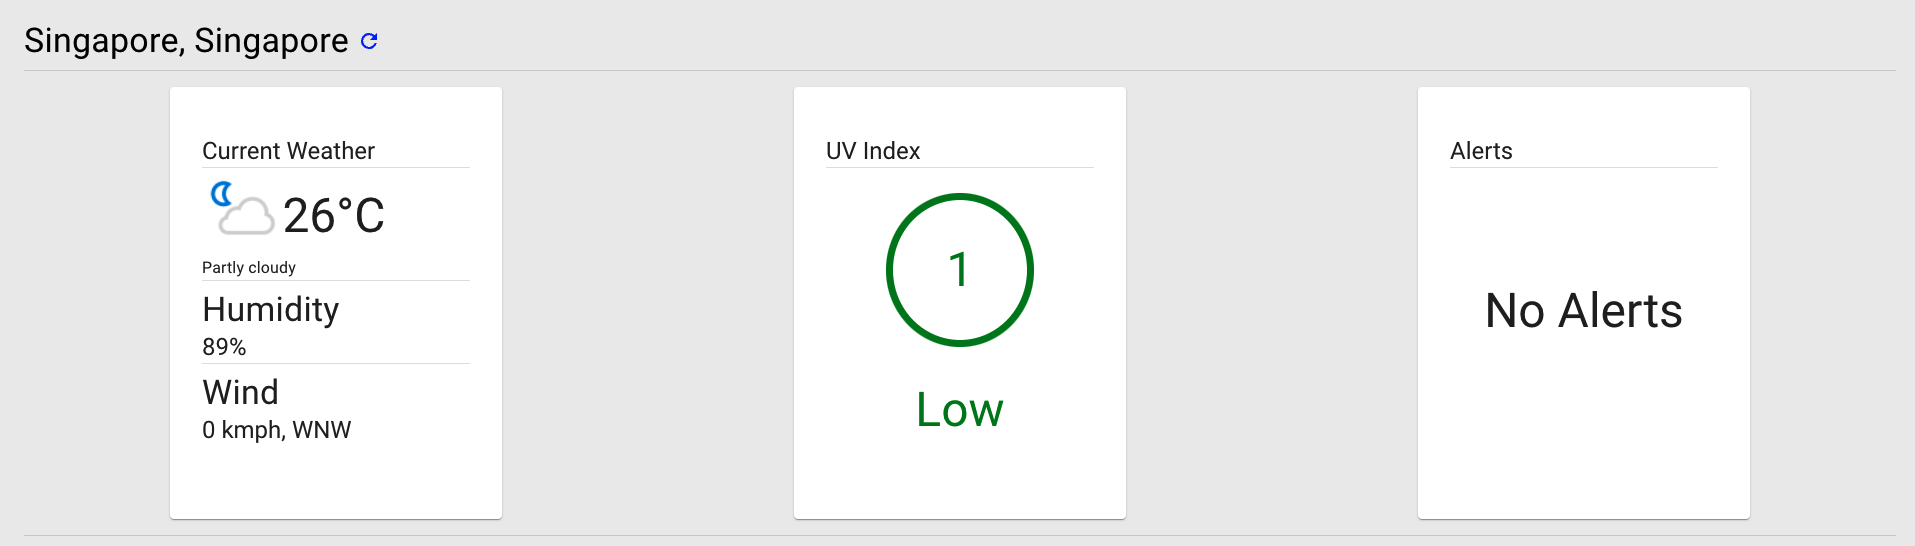 Singapore, Singapore
Current Weather
26°C
Partly cloudy
Humidity
89%
Wind
0 kmph, WNW
UV Index
1
Low
Alerts
No Alerts